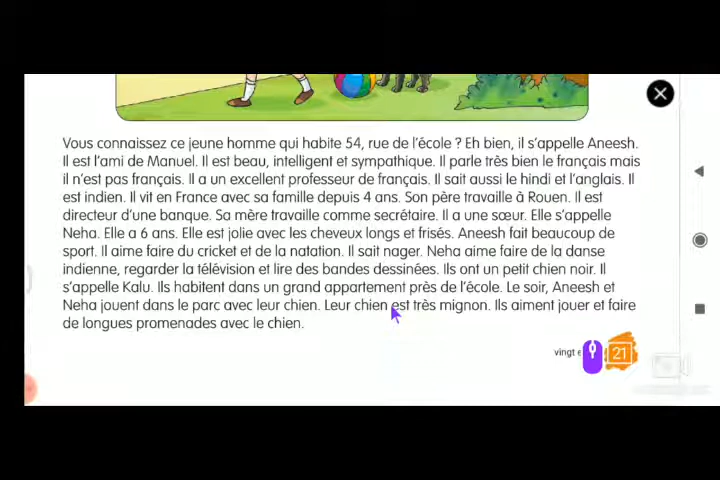 Vous connaissez ce jeune homme qui habite 54, rue de l'école ? Eh bien, il s'appelle Aneesh.
Il est l'ami de Manuel. Il est beau, intelligent et sympathique. Il parle très bien le français mais
il n'est pas français. Il a un excellent professeur de français. Il sait aussi le hindi et l'anglais. Il
est indien. Il vit en France avec sa famille depuis 4 ans. Son père travaille à Rouen. Il est
directeur d'une banque. Sa mère travaille comme secrétaire. Il a une sœur. Elle s'appelle
Neha. Elle a 6 ans. Elle est jolie avec les cheveux longs et frisés. Aneesh fait beaucoup de
sport. Il aime faire du cricket et de la natation. Il sait nager. Neha aime faire de la danse
indienne, regarder la télévision et lire des bandes dessinées. Ils ont un petit chien noir. Il
s'appelle Kalu. Ils habitent dans un grand appartement près de l'école. Le soir, Aneesh et
Neha jouent dans le parc avec leur chien. Leur chien est très mignon. Ils aiment jouer et faire
de longues promenades avec le chien.
vingt e
21